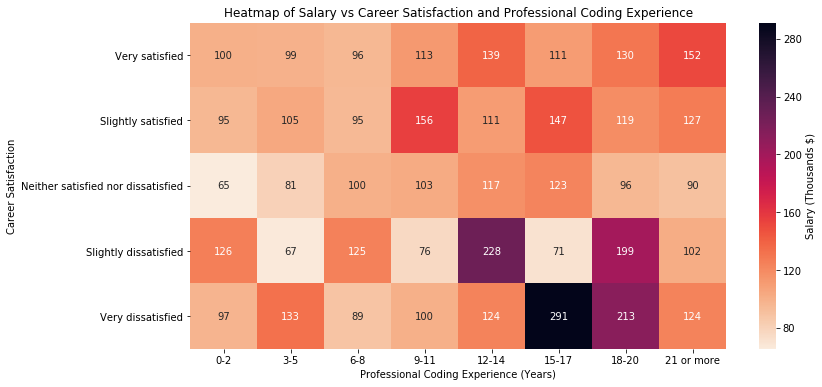 Heatmap of Salary vs Career Satisfaction and Professional Coding Experience
Career Satisfaction
Very satisfied 100 99 96 113 139 111 130 152
Slightly satisfied 95 105 95 156 111 147 119 127
Neither satisfied nor dissatisfied 65 81 100 103 117 123 96 90
Slightly dissatisfied 126 67 125 76 228 71 199 102
Very dissatisfied 97 133 89 100 124 291 213 124
0-2 3-5 6-8 9-11 12-14 15-17 18-20 21 or more
Professional Coding Experience (Years)
280
240
200
160
120
80
Salary (Thousands $)